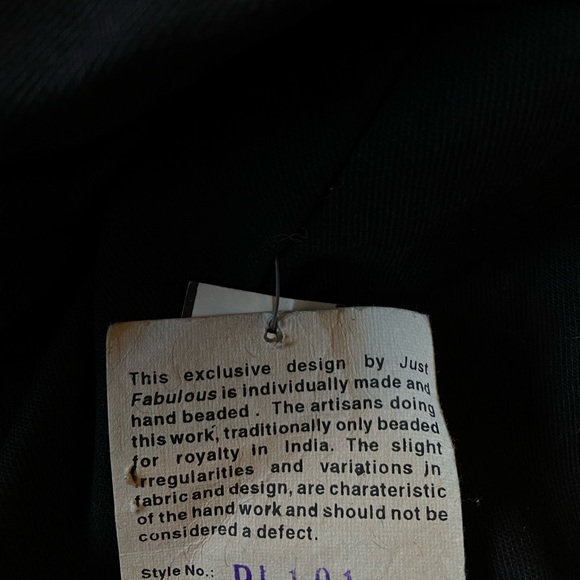 This exclusive design by Just
Fabulous is individually made and
hand beaded . The artisans doing
this work, traditionally only beaded
for royalty in India. The slight
irregularities and variations in
fabric and design, are charateristic
of the hand work and should not be
considered a defect.
Style No.: